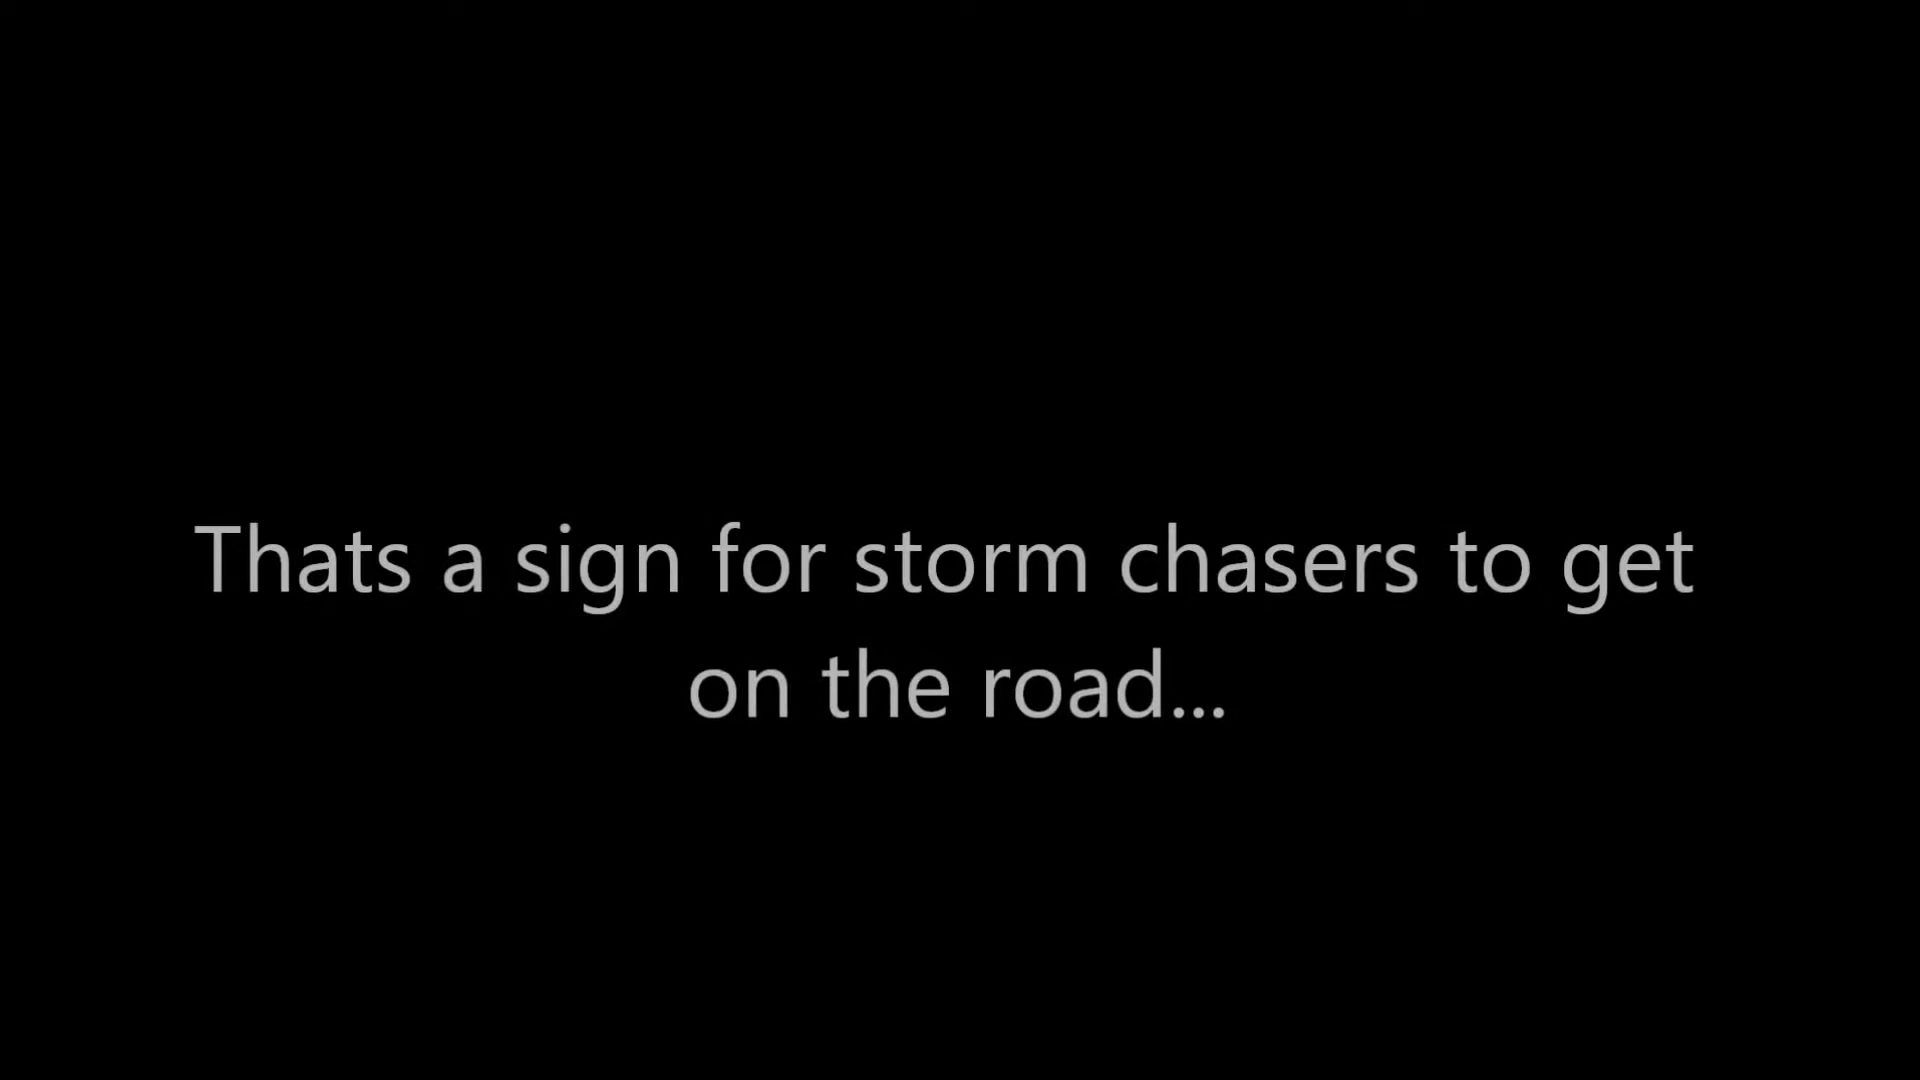 Thats a sign for storm chasers to get
on the road...